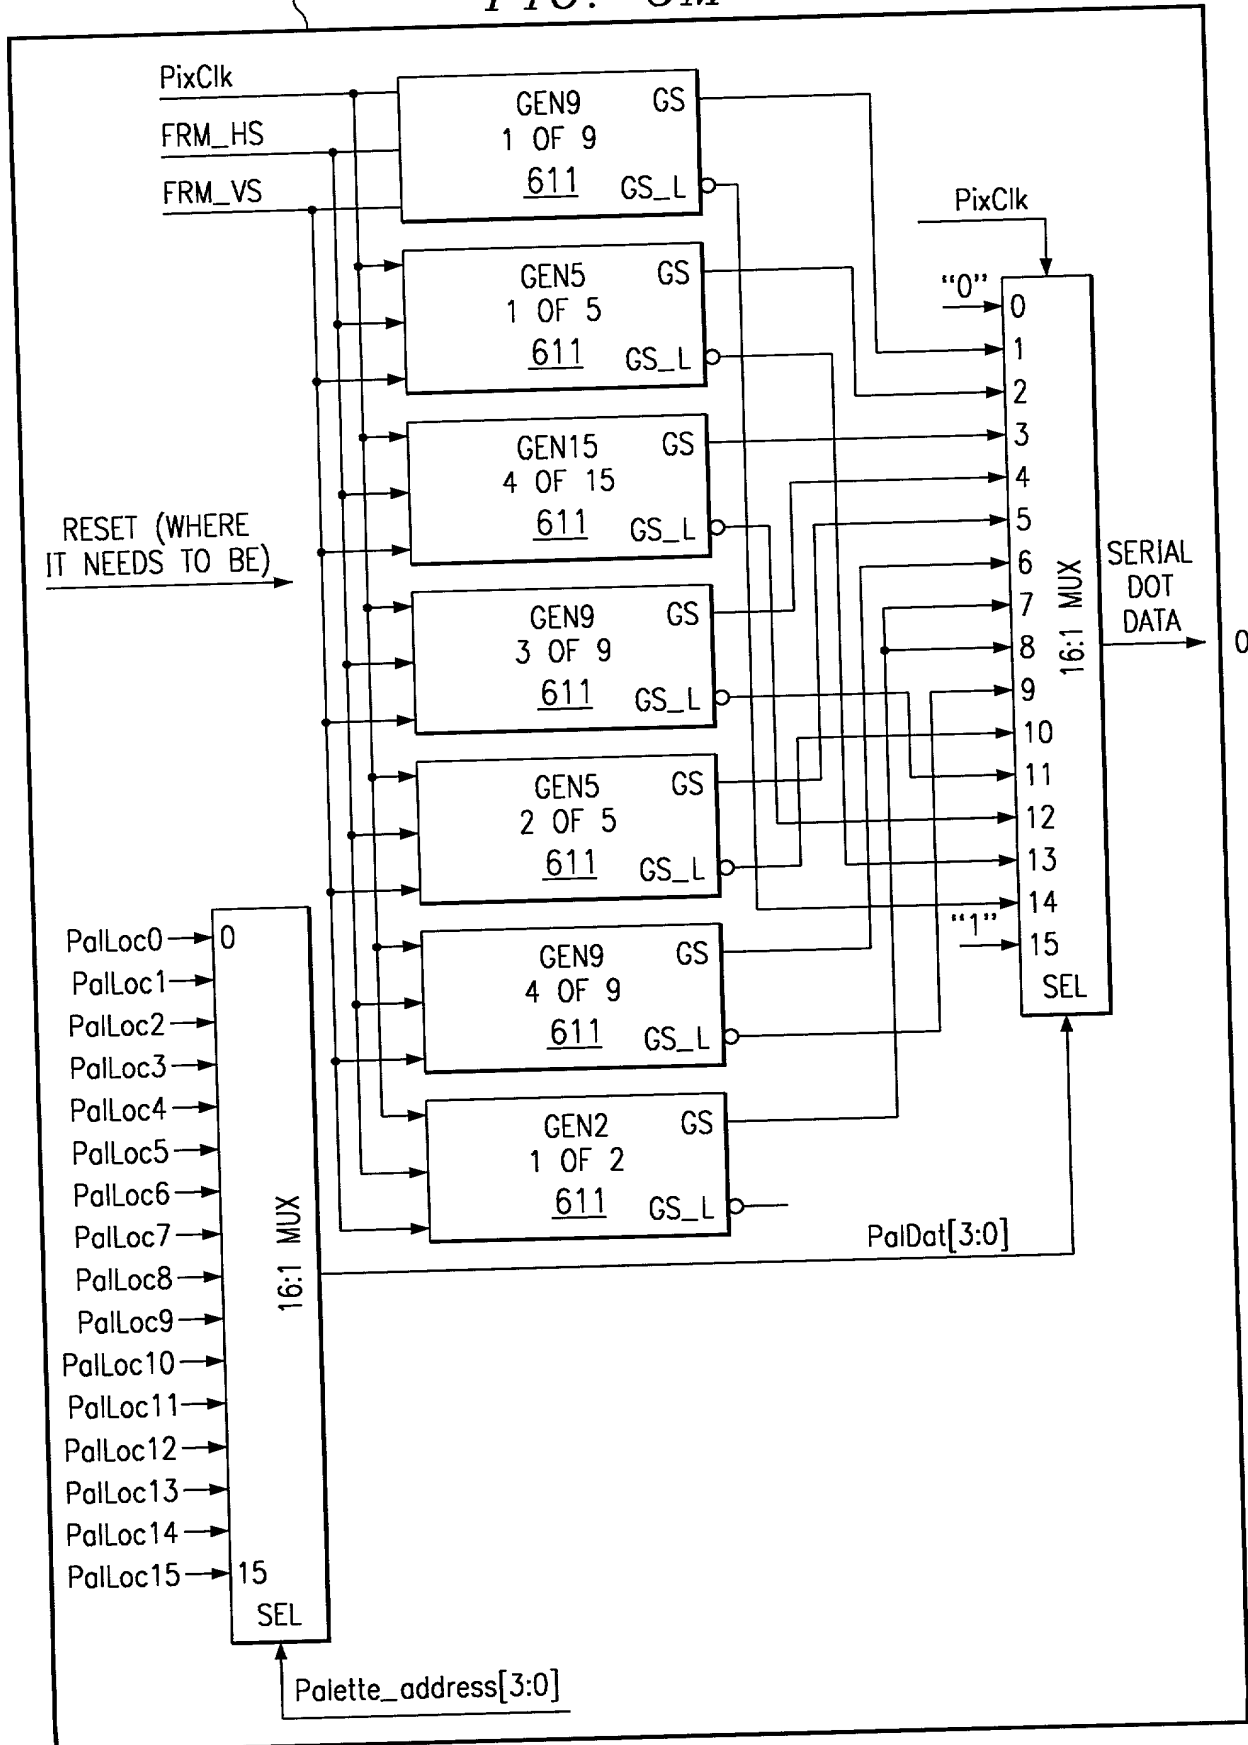 PixClk
FRM_HS
FRM_VS
GEN9 GS
1 OF 9
611 GS_L
GEN5 GS
1 OF 5
611 GS_L
GEN15 GS
4 OF 15
611 GS_L
GEN9 GS
3 OF 9
611 GS_L
GEN5 GS
2 OF 5
611 GS_L
GEN9 GS
4 OF 9
611 GS_L
GEN2 GS
1 OF 2
611 GS_L
RESET (WHERE
IT NEEDS TO BE)
PixClk
"0"
0
1
2
3
4
5
6
7
8
9
10
11
12
13
14
"1"
15
SEL
16:1 MUX
SERIAL
DOT
DATA
PalLoc0 0
PalLoc1
PalLoc2
PalLoc3
PalLoc4
PalLoc5
PalLoc6
PalLoc7
PalLoc8
PalLoc9
PalLoc10
PalLoc11
PalLoc12
PalLoc13
PalLoc14
PalLoc15 15
SEL
16:1 MUX
PalDat[3:0]
Palette_address[3:0]